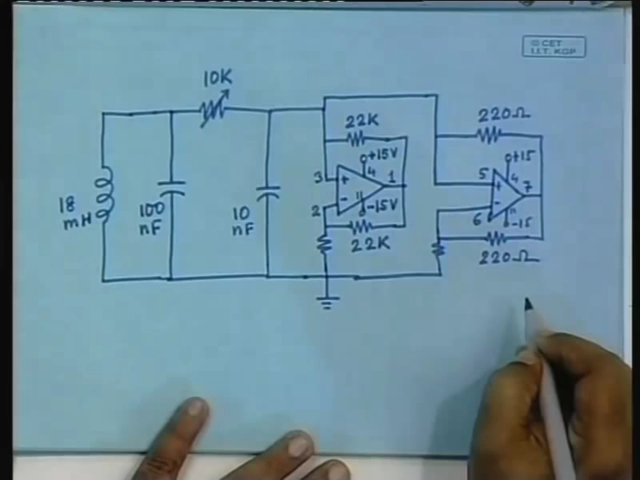 © CET
I.I.T. KGP
10K
22K
220Ω
+15V
+15
3
+
4
1
5
+
4
7
18
mH
100
nF
10
nF
2
-
11
-15V
6
-
11
-15
22K
220Ω